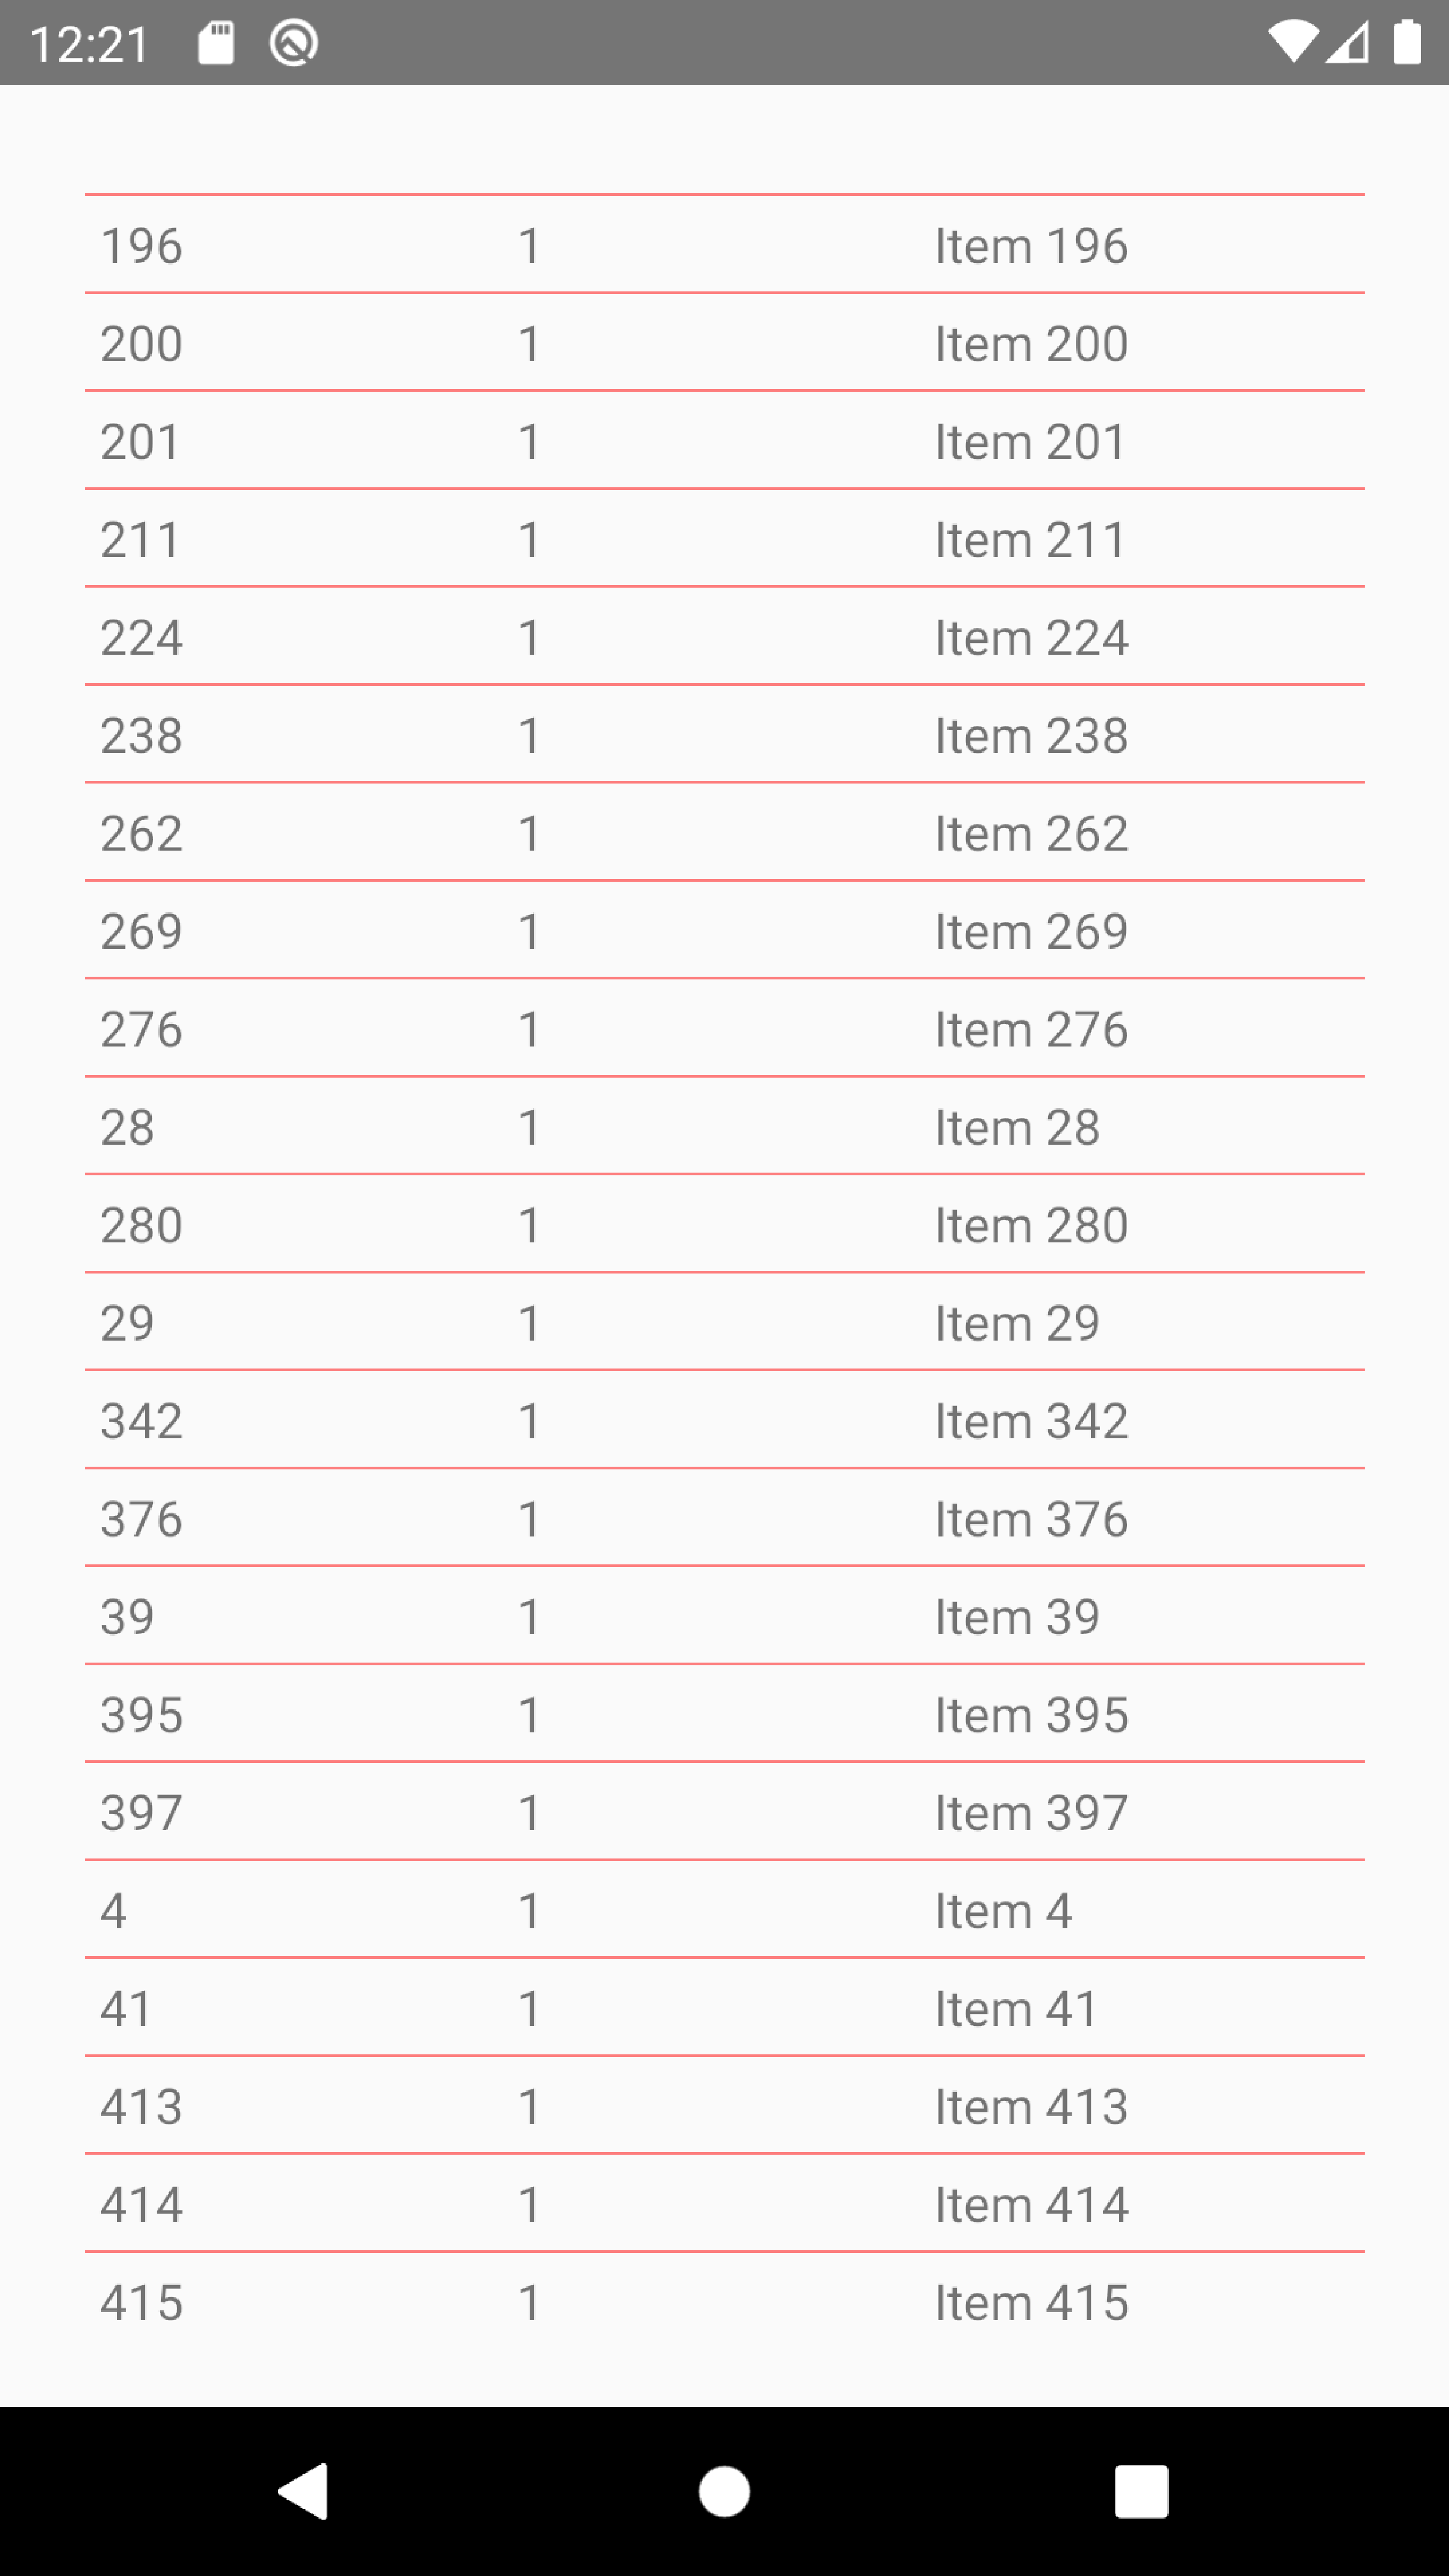 12:21
196 1 Item 196
200 1 Item 200
201 1 Item 201
211 1 Item 211
224 1 Item 224
238 1 Item 238
262 1 Item 262
269 1 Item 269
276 1 Item 276
28 1 Item 28
280 1 Item 280
29 1 Item 29
342 1 Item 342
376 1 Item 376
39 1 Item 39
395 1 Item 395
397 1 Item 397
4 1 Item 4
41 1 Item 41
413 1 Item 413
414 1 Item 414
415 1 Item 415